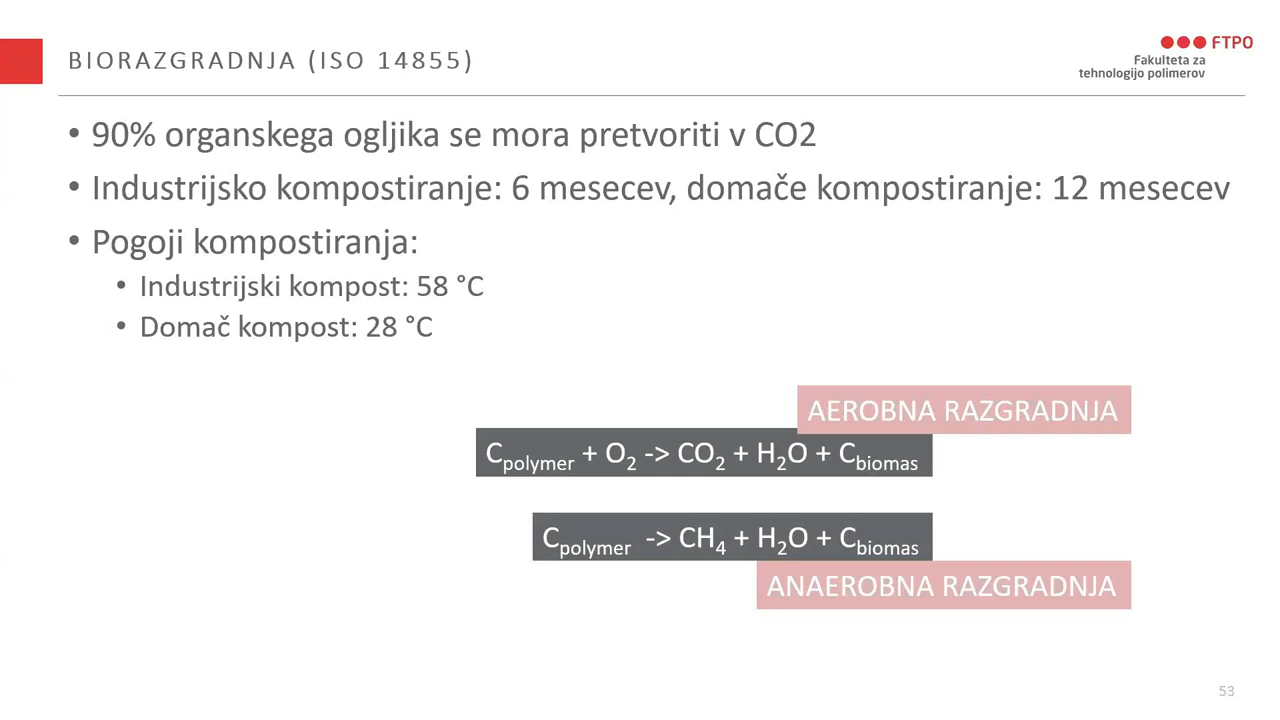 BIORAZGRADNJA (ISO 14855)
FTPO
Fakulteta za
tehnologijo polimerov
• 90% organskega ogljika se mora pretvoriti v CO2
• Industrijsko kompostiranje: 6 mesecev, domače kompostiranje: 12 mesecev
• Pogoji kompostiranja:
• Industrijski kompost: 58 °C
• Domač kompost: 28 °C
AEROBNA RAZGRADNJA
Cpolymer + O2 -> CO2 + H2O + Cbiomas
Cpolymer -> CH4 + H2O + Cbiomas
ANAEROBNA RAZGRADNJA
53